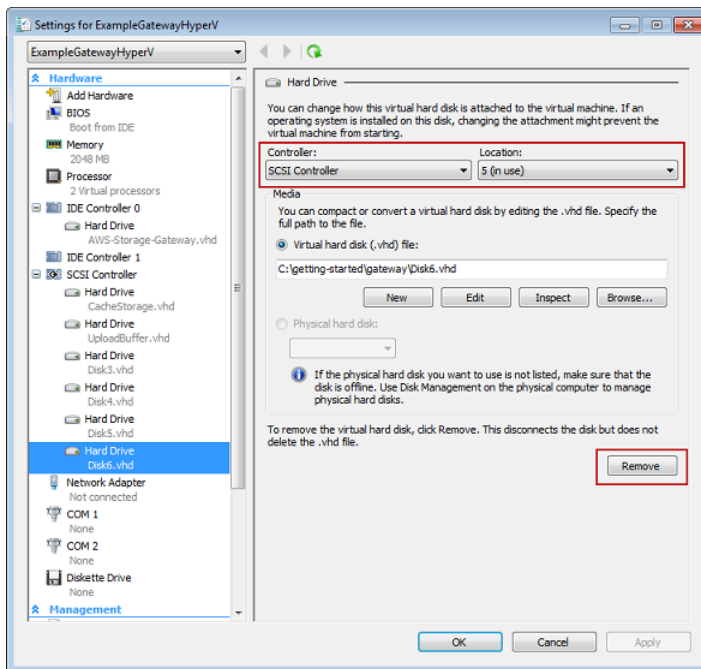 Settings for ExampleGatewayHyperV
ExampleGatewayHyperV
Hardware
Add Hardware
BIOS
Boot from IDE
Memory
2048 MB
Processor
2 Virtual processors
IDE Controller 0
Hard Drive
AWS-Storage-Gateway.vhd
IDE Controller 1
SCSI Controller
Hard Drive
CacheStorage.vhd
Hard Drive
UploadBuffer.vhd
Hard Drive
Disk3.vhd
Hard Drive
Disk4.vhd
Hard Drive
Disk5.vhd
Hard Drive
Disk6.vhd
Network Adapter
Not connected
COM 1
None
COM 2
None
Diskette Drive
None
Management
Hard Drive
You can change how this virtual hard disk is attached to the virtual machine. If an
operating system is installed on this disk, changing the attachment might prevent the
virtual machine from starting.
Controller: Location:
SCSI Controller 5 (in use)
Media
You can compact or convert a virtual hard disk by editing the .vhd file. Specify the
full path to the file.
Virtual hard disk (.vhd) file:
C:\getting-started\gateway\Disk6.vhd
New Edit Inspect Browse...
Physical hard disk:
If the physical hard disk you want to use is not listed, make sure that the
disk is offline. Use Disk Management on the physical computer to manage
physical hard disks.
To remove the virtual hard disk, click Remove. This disconnects the disk but does not
delete the .vhd file.
Remove
OK Cancel Apply